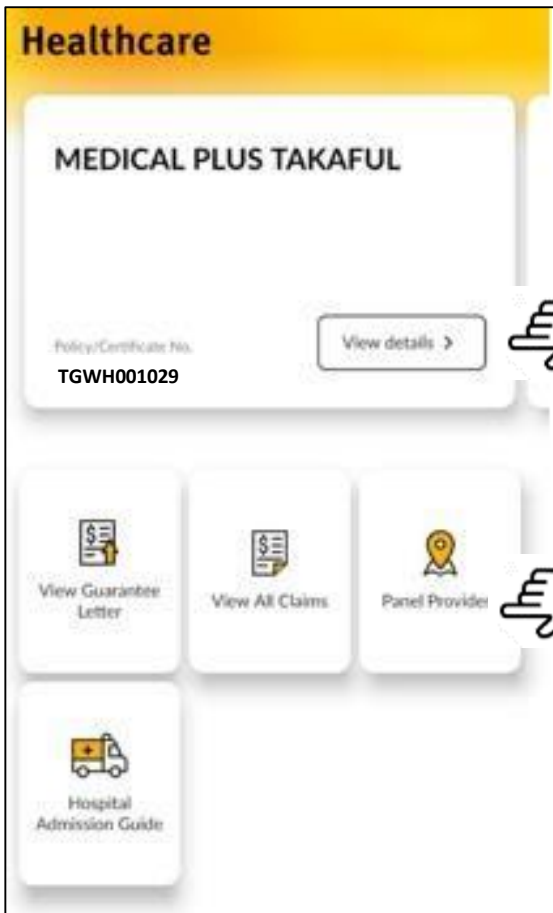 Healthcare
MEDICAL PLUS TAKAFUL
Policy/Certificate No.
TGWH001029
View details >
View Guarantee
Letter
View All Claims
Panel Provider
Hospital
Admission Guide